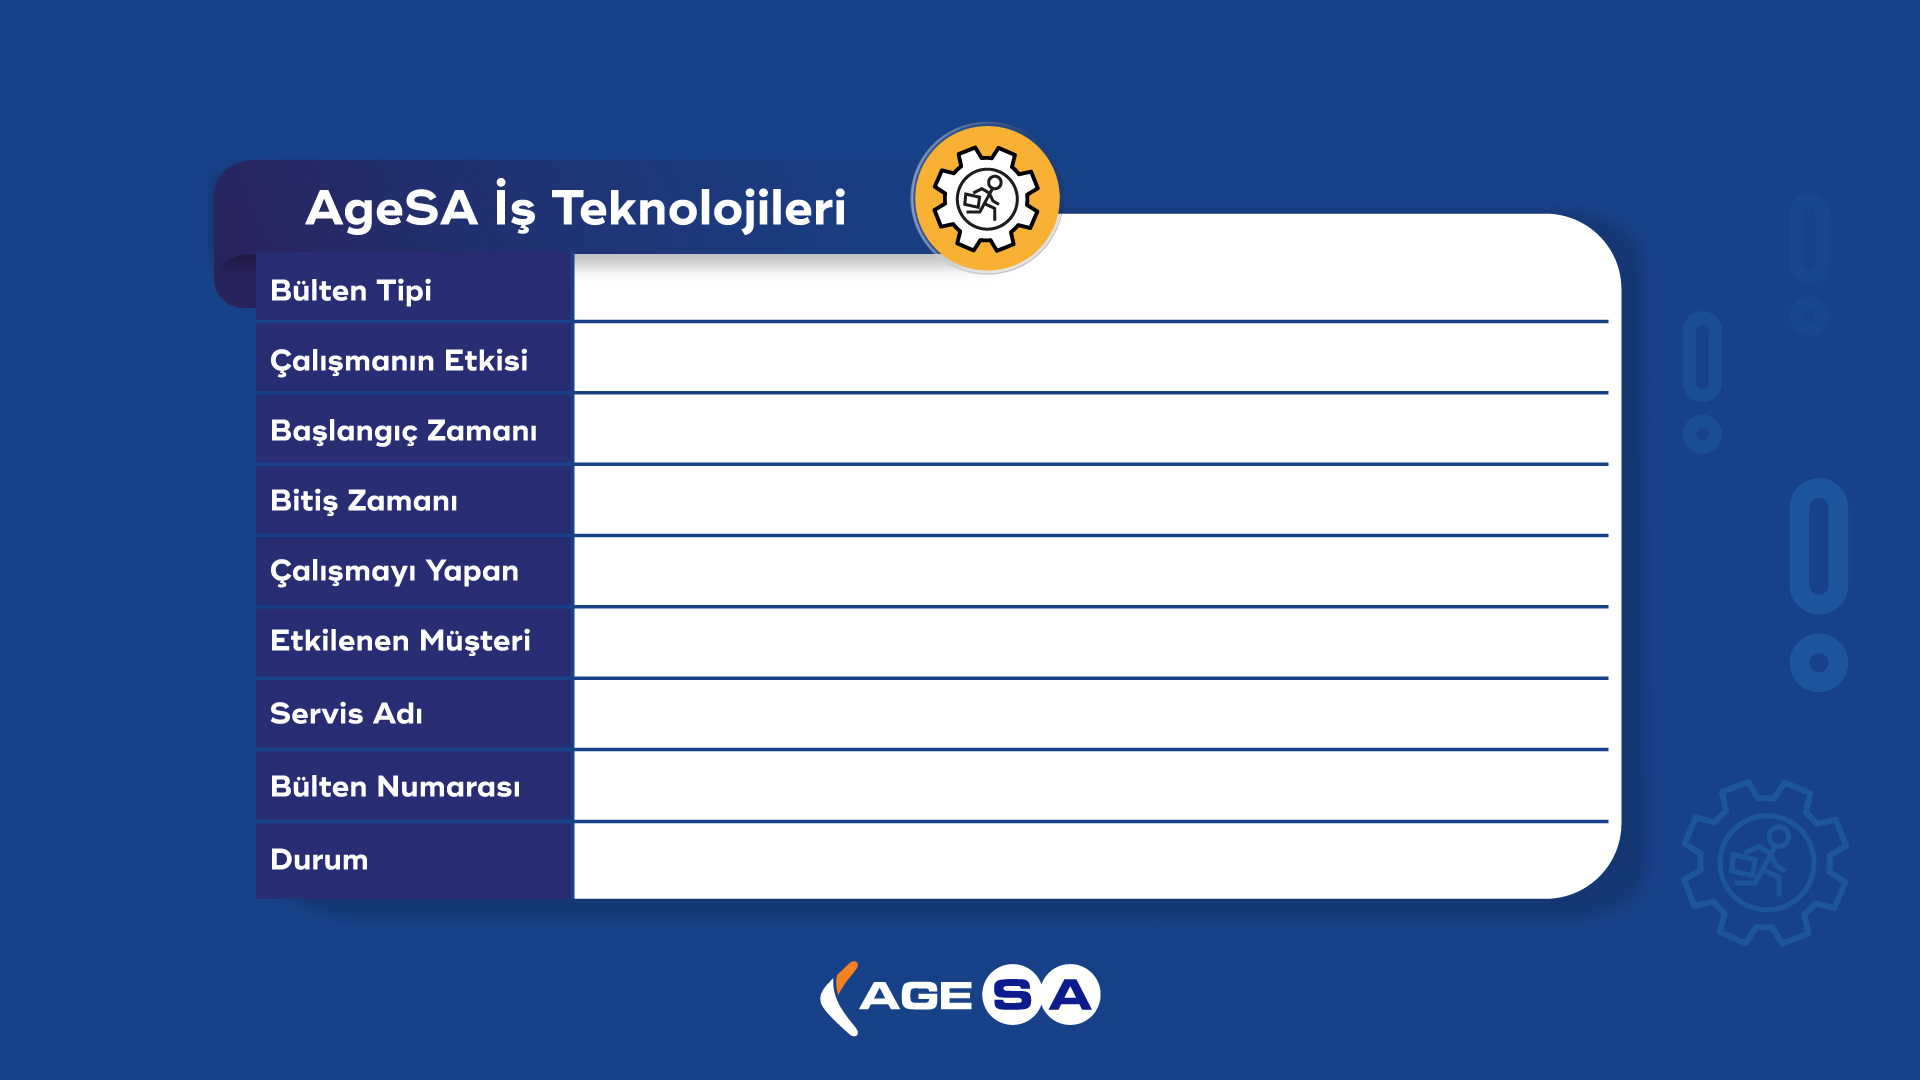 AgeSA İş Teknolojileri
Bülten Tipi
Çalışmanın Etkisi
Başlangıç Zamanı
Bitiş Zamanı
Çalışmayı Yapan
Etkilenen Müşteri
Servis Adı
Bülten Numarası
Durum
AGESA